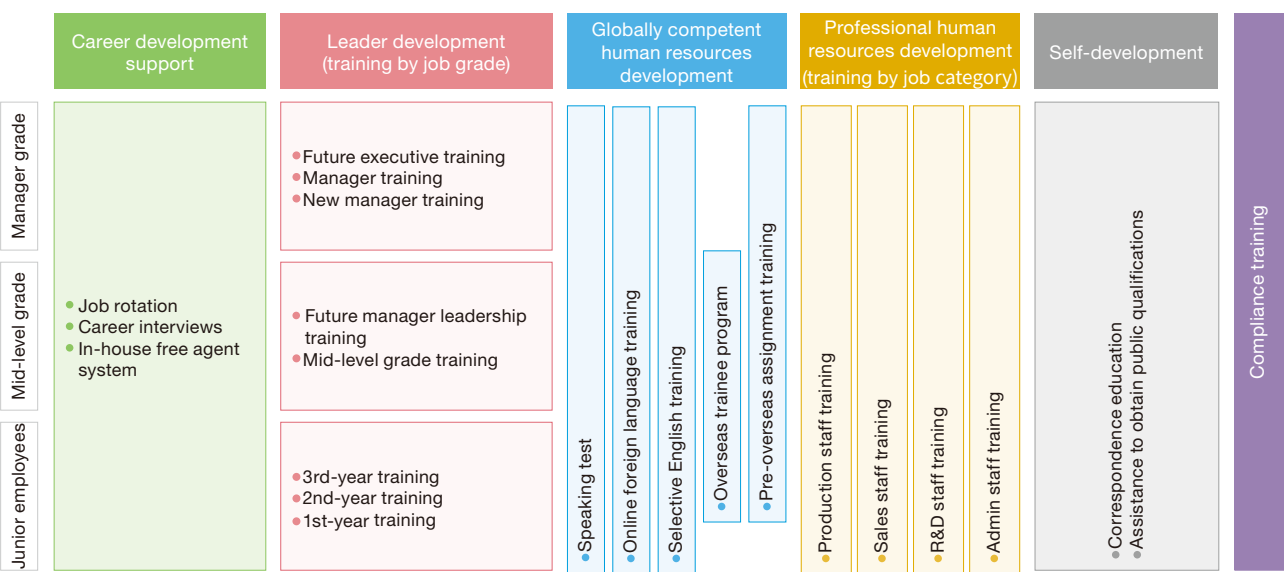 Career development
support
Leader development
(training by job grade)
Globally competent
human resources
development
Professional human
resources development
(training by job category)
Self-development
Compliance training
Manager grade
Mid-level grade
Junior employees
• Job rotation
• Career interviews
• In-house free agent
system
• Future executive training
• Manager training
• New manager training
• Future manager leadership
training
• Mid-level grade training
• 3rd-year training
• 2nd-year training
• 1st-year training
• Speaking test
• Online foreign language training
• Selective English training
• Overseas trainee program
• Pre-overseas assignment training
• Production staff training
• Sales staff training
• R&D staff training
• Admin staff training
• Correspondence education
• Assistance to obtain public qualifications